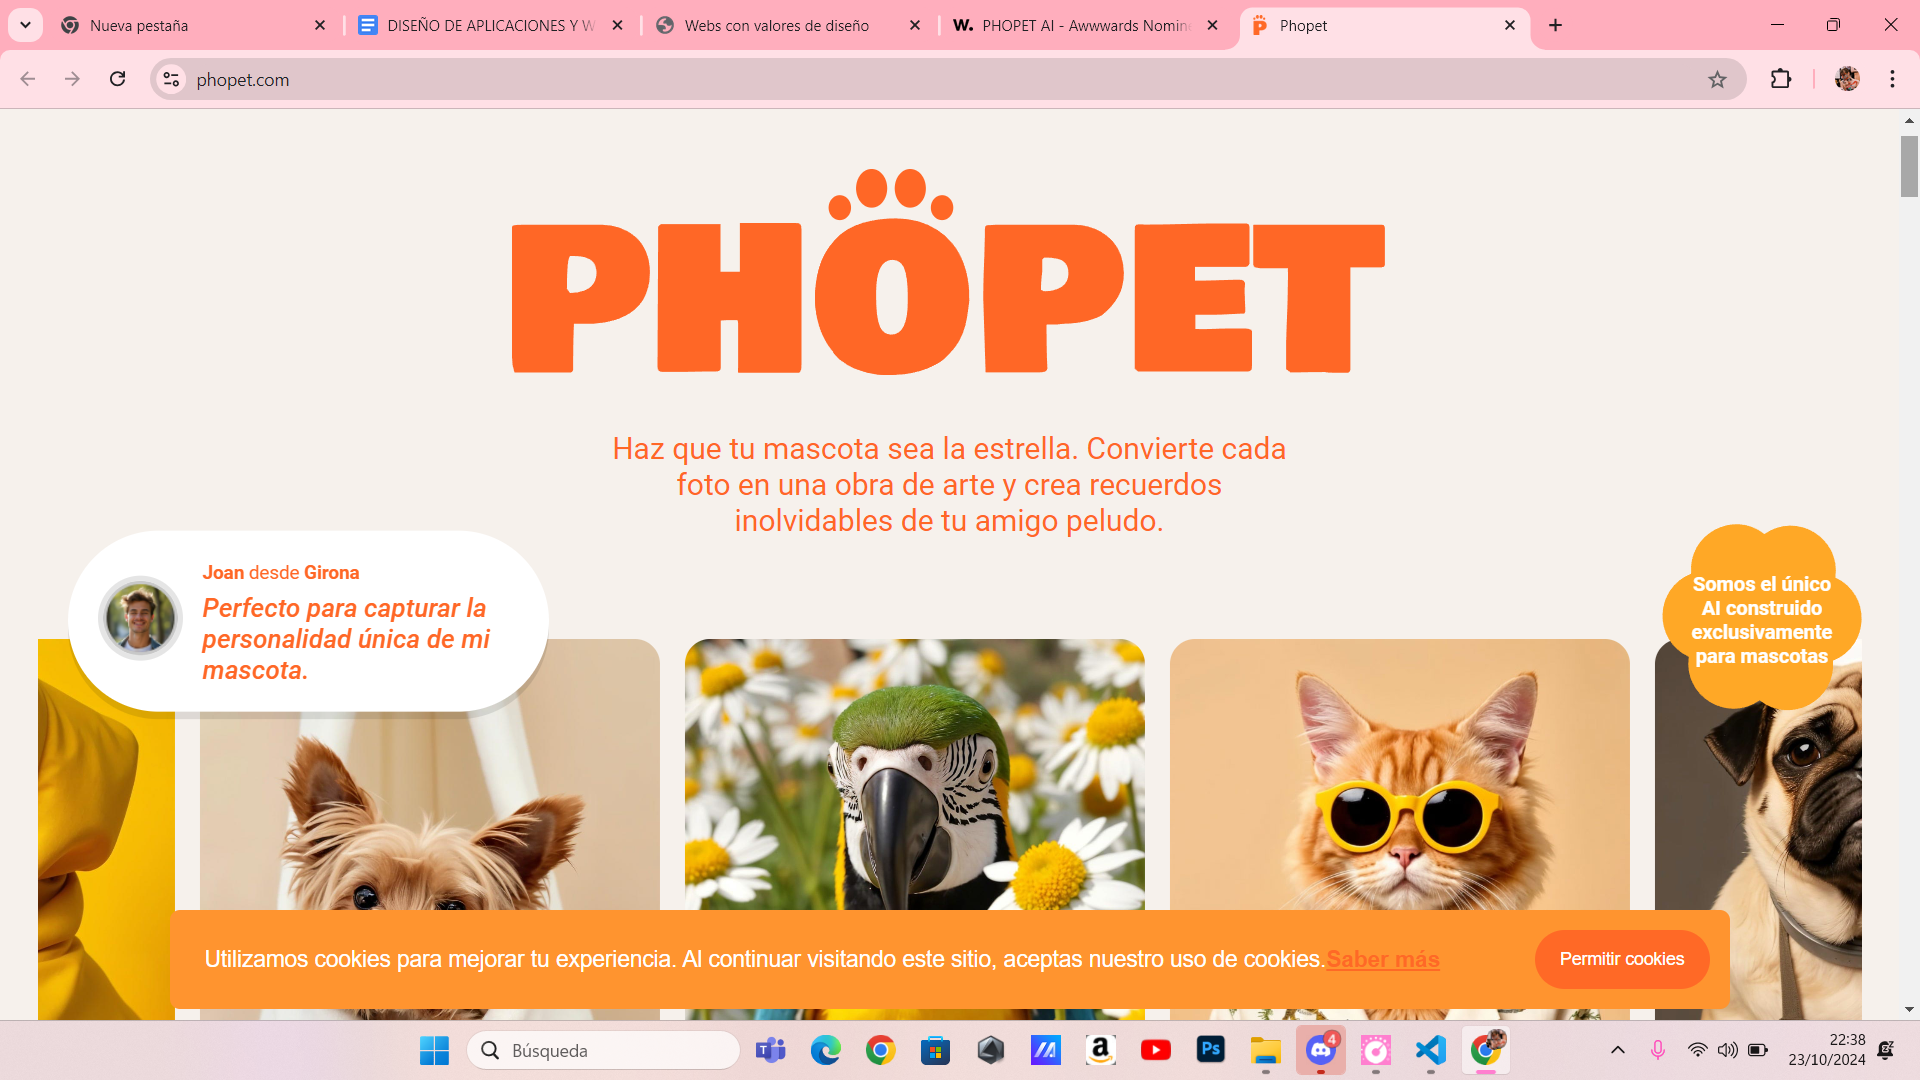 Nueva pestaña
DISEÑO DE APLICACIONES Y W
Webs con valores de diseño
W. PHOPET AI - Awwwards Nomine
Phopet
phopet.com
PHOPET
Haz que tu mascota sea la estrella. Convierte cada
foto en una obra de arte y crea recuerdos
inolvidables de tu amigo peludo.
Joan desde Girona
Perfecto para capturar la
personalidad única de mi
mascota.
Somos el único
AI construido
exclusivamente
para mascotas
Utilizamos cookies para mejorar tu experiencia. Al continuar visitando este sitio, aceptas nuestro uso de cookies.Saber más
Permitir cookies
Búsqueda
T
a
Ps
4
22:38
23/10/2024